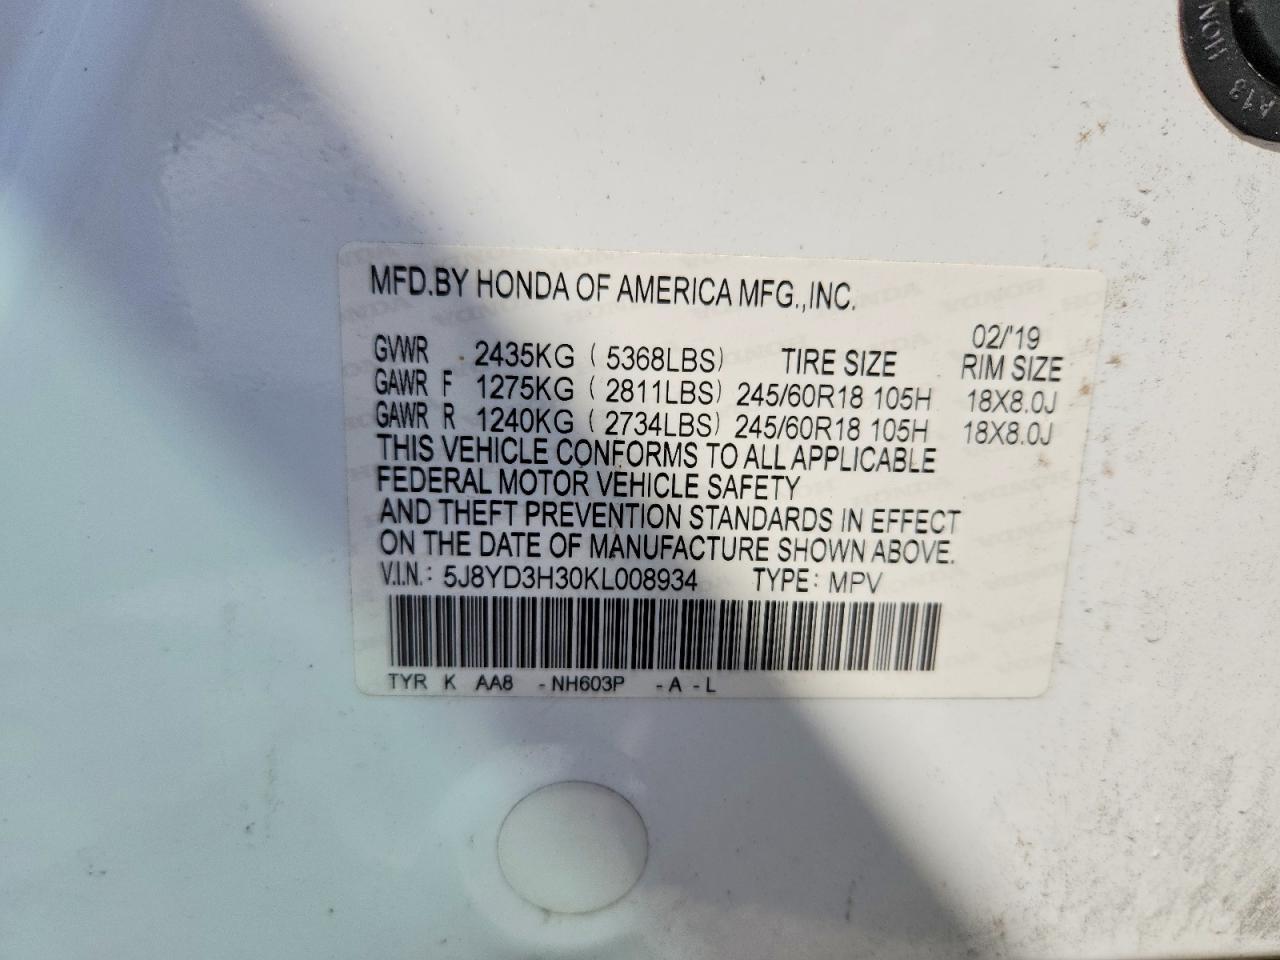 MFD.BY HONDA OF AMERICA MFG.,INC.
02/'19
GVWR 2435KG ( 5368LBS) TIRE SIZE RIM SIZE
GAWR F 1275KG (2811LBS) 245/60R18 105H 18X8.0J
GAWR R 1240KG (2734LBS) 245/60R18 105H 18X8.0J
THIS VEHICLE CONFORMS TO ALL APPLICABLE
FEDERAL MOTOR VEHICLE SAFETY
AND THEFT PREVENTION STANDARDS IN EFFECT
ON THE DATE OF MANUFACTURE SHOWN ABOVE.
V.I.N.: 5J8YD3H30KL008934 TYPE: MPV
TYR K AA8 -NH603P -A -L